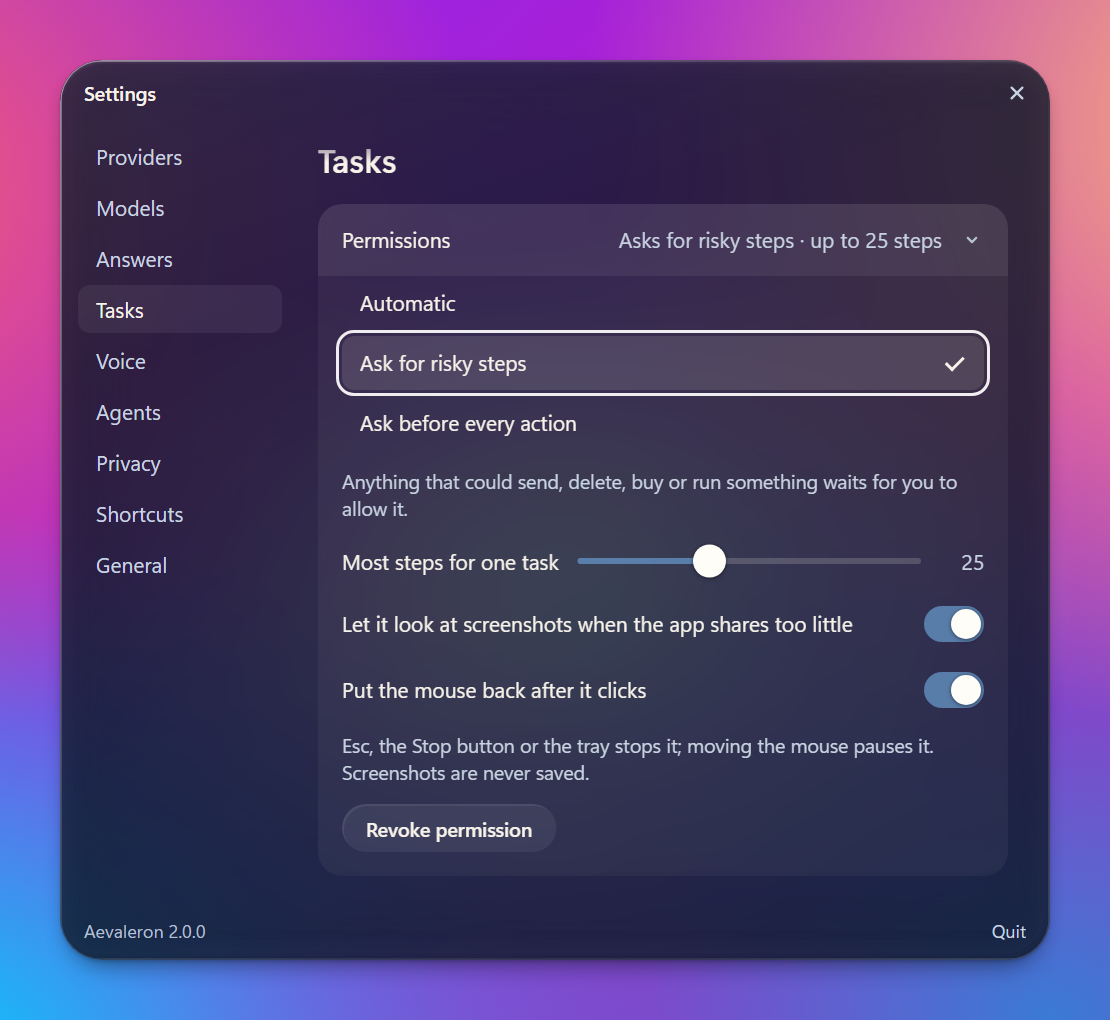 Settings
Providers
Models
Answers
Tasks
Voice
Agents
Privacy
Shortcuts
General
Tasks
Permissions Asks for risky steps · up to 25 steps
Automatic
Ask for risky steps
Ask before every action
Anything that could send, delete, buy or run something waits for you to
allow it.
Most steps for one task 25
Let it look at screenshots when the app shares too little
Put the mouse back after it clicks
Esc, the Stop button or the tray stops it; moving the mouse pauses it.
Screenshots are never saved.
Revoke permission
Aevaleron 2.0.0 Quit